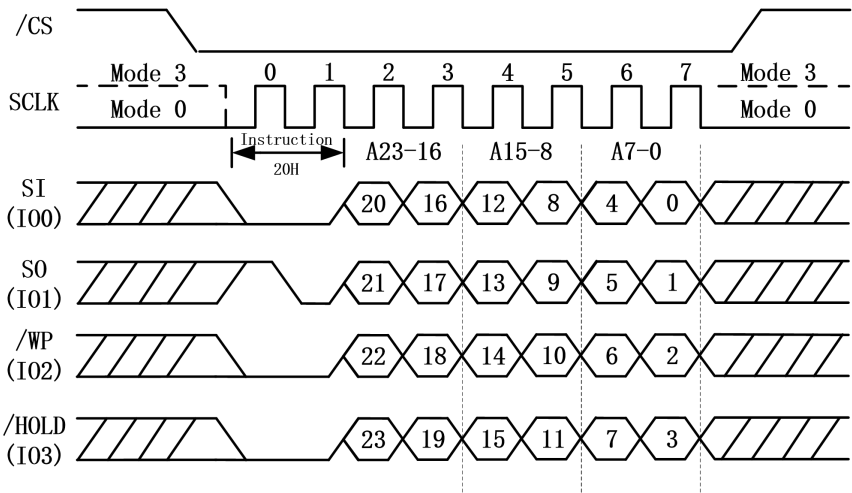 /CS
Mode 3 0 1 2 3 4 5 6 7 Mode 3
SCLK
Mode 0 Mode 0
Instruction
A23-16 A15-8 A7-0
20H
SI
(IO0)
20 16 12 8 4 0
SO
(IO1)
21 17 13 9 5 1
/WP
(IO2)
22 18 14 10 6 2
/HOLD
(IO3)
23 19 15 11 7 3